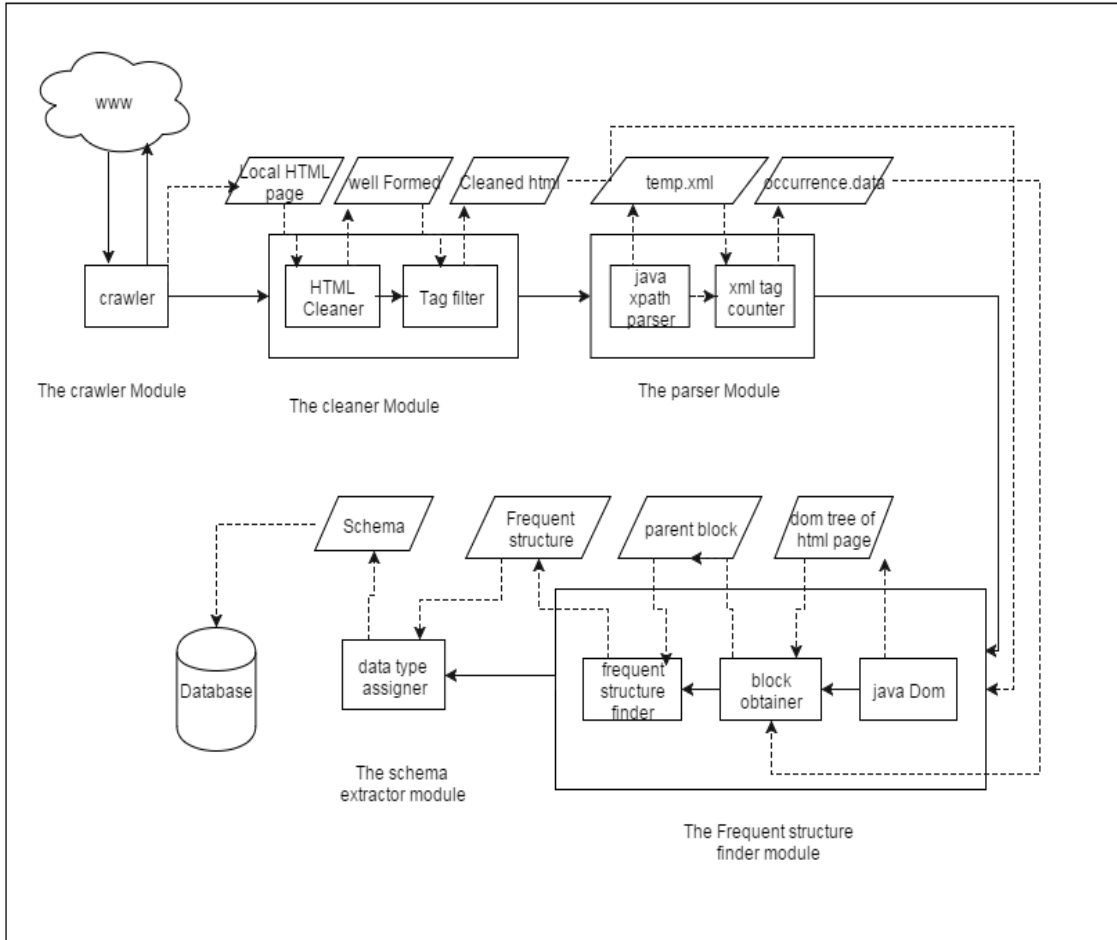 www
Local HTML
page
well Formed
Cleaned html
temp.xml
occurrence.data
crawler
HTML
Cleaner
Tag filter
java
xpath
parser
xml tag
counter
The crawler Module
The cleaner Module
The parser Module
Schema
Frequent
structure
parent block
dom tree of
html page
Database
data type
assigner
frequent
structure
finder
block
obtainer
java Dom
The schema
extractor module
The Frequent structure
finder module